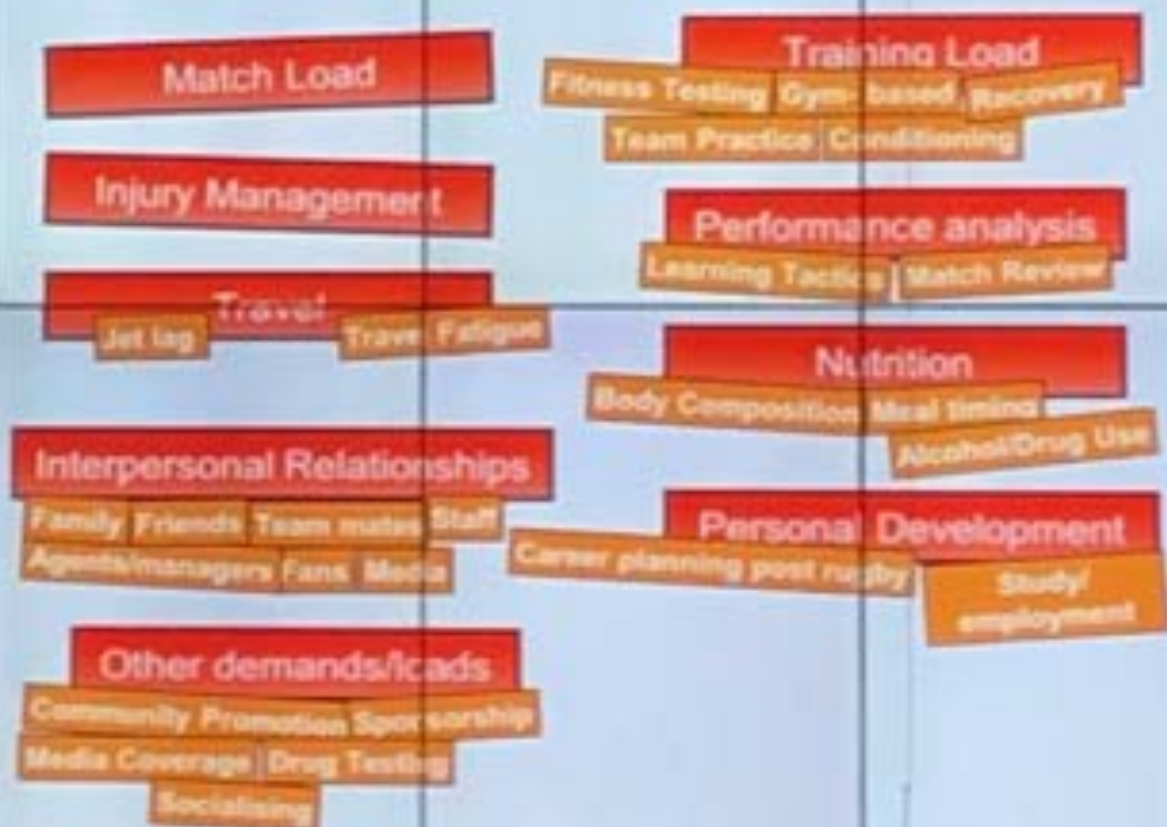 Match Load
Injury Management
Travel
Jet lag Travel Fatigue
Interpersonal Relationships
Family Friends Team mates Staff
Agents/managers Fans Media
Other demands/loads
Community Promotion Sponsorship
Media Coverage Drug Testing
Socialising
Training Load
Fitness Testing Gym-based Recovery
Team Practice Conditioning
Performance analysis
Learning Tactics Match Review
Nutrition
Body Composition Meal timing
Alcohol/Drug Use
Personal Development
Career planning post rugby
Study/
employment